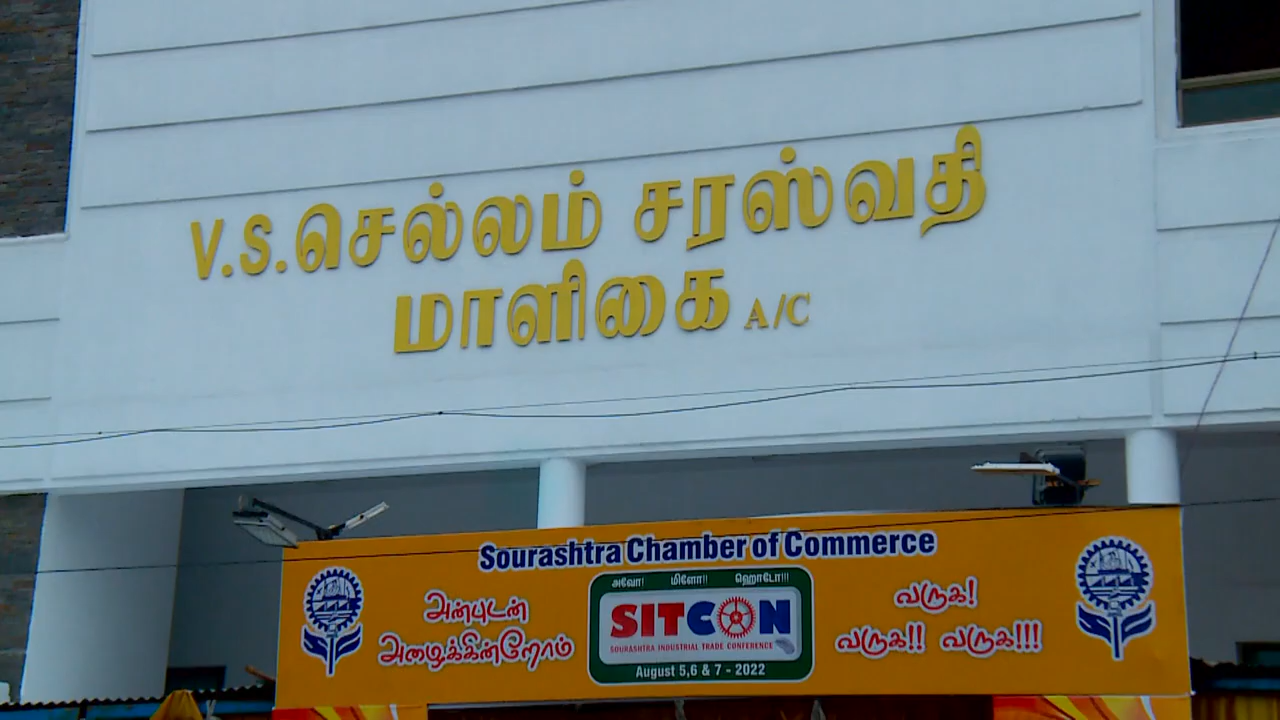 V.S.செல்லம் சரஸ்வதி
மாளிகை A/C
Sourashtra Chamber of Commerce
அன்புடன்
அழைக்கின்றோம்
அவோ! மிளோ!! ஹொடோ!!!
SITCON
SOURASHTRA INDUSTRIAL TRADE CONFERENCE
August 5,6 & 7 - 2022
வருக!
வருக!! வருக!!!